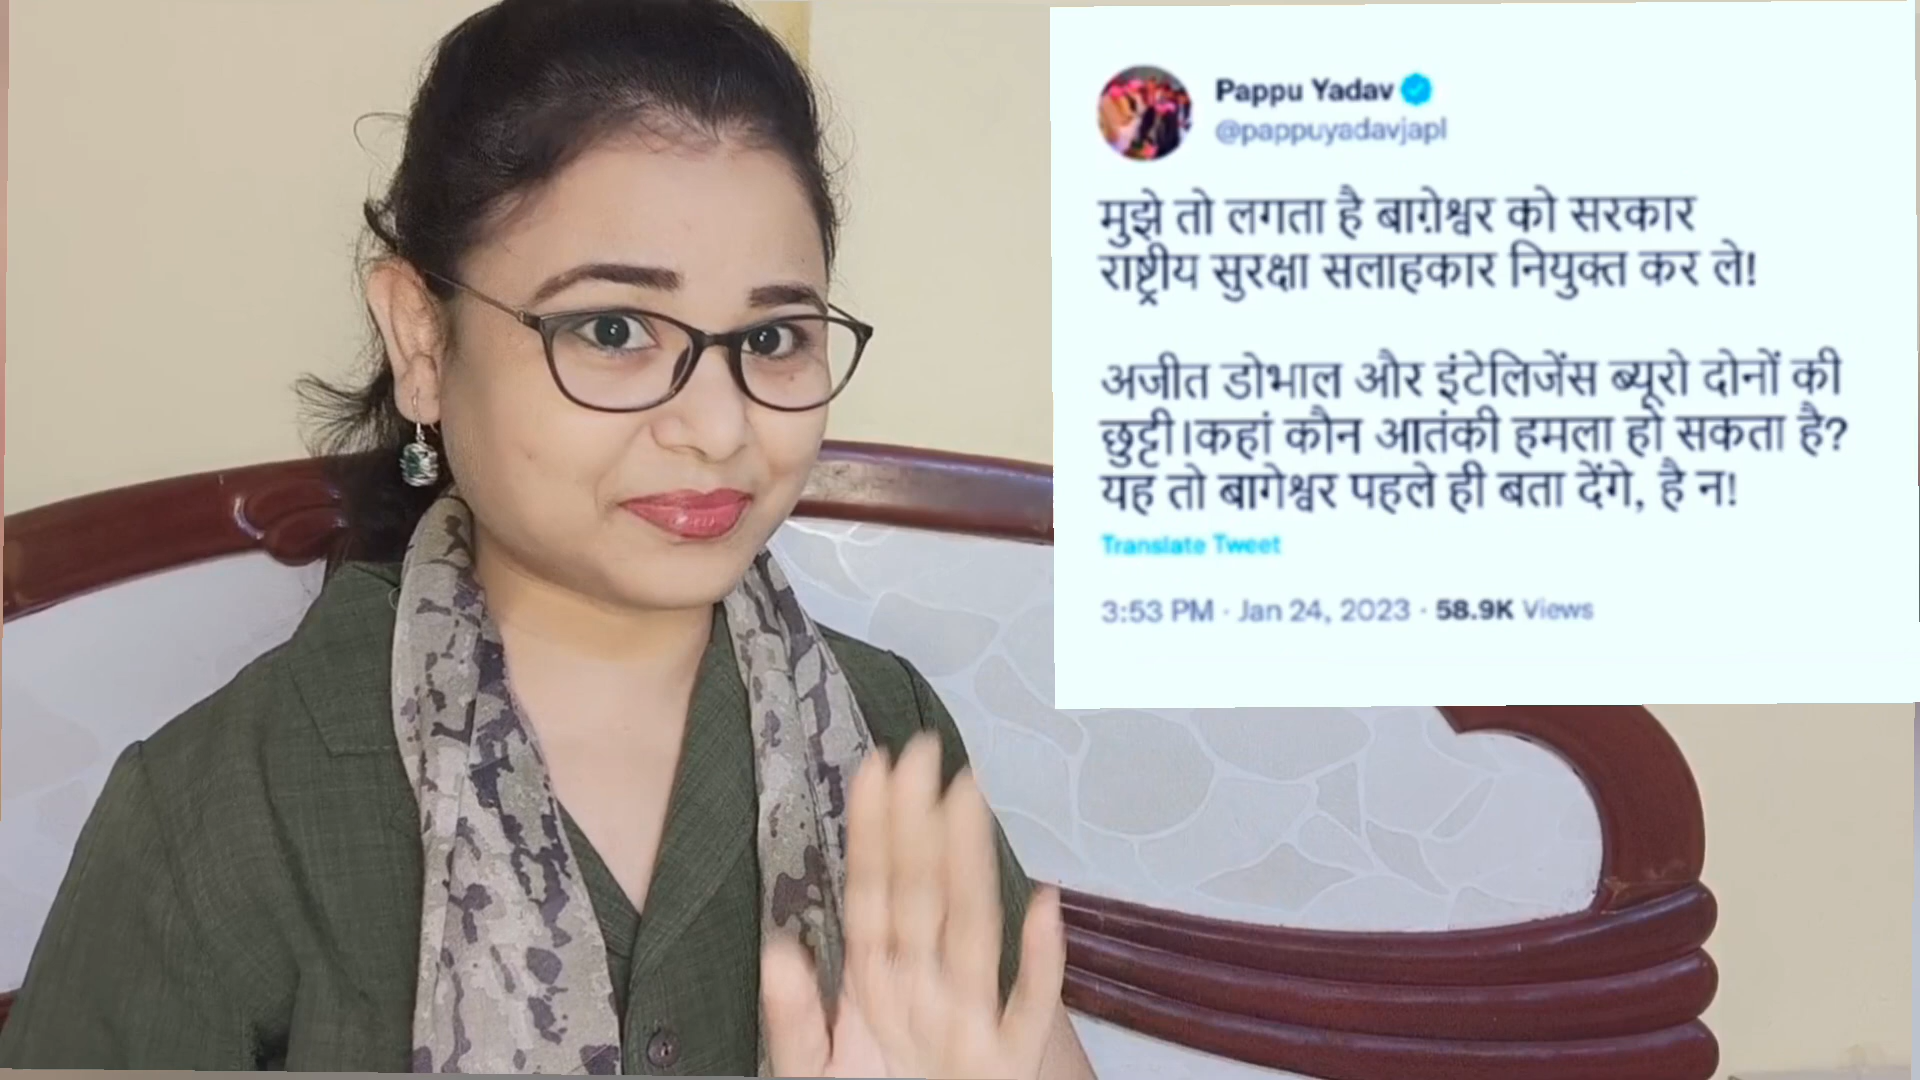 Pappu Yadav
@pappuyadavjapl
मुझे तो लगता है बाग़ेश्वर को सरकार
राष्ट्रीय सुरक्षा सलाहकार नियुक्त कर ले!
अजीत डोभाल और इंटेलिजेंस ब्यूरो दोनों की
छुट्टी।कहां कौन आतंकी हमला हो सकता है?
यह तो बागेश्वर पहले ही बता देंगे, है न!
Translate Tweet
3:53 PM · Jan 24, 2023 · 58.9K Views